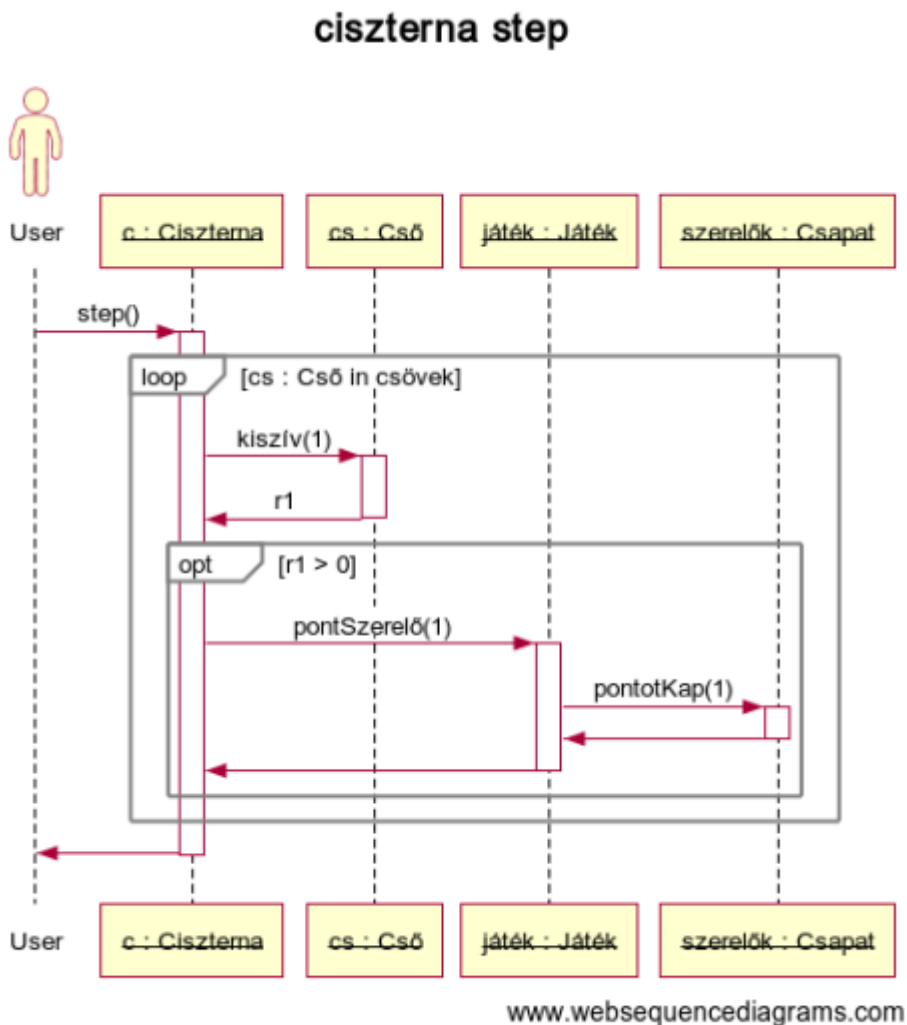 ciszterna step
User
c : Ciszterna
cs : Cső
játék : Játék
szerelők : Csapat
step()
loop
[cs : Cső in csövek]
kiszív(1)
r1
opt
[r1 > 0]
pontSzerelő(1)
pontotKap(1)
User
c : Ciszterna
cs : Cső
játék : Játék
szerelők : Csapat
www.websequencediagrams.com